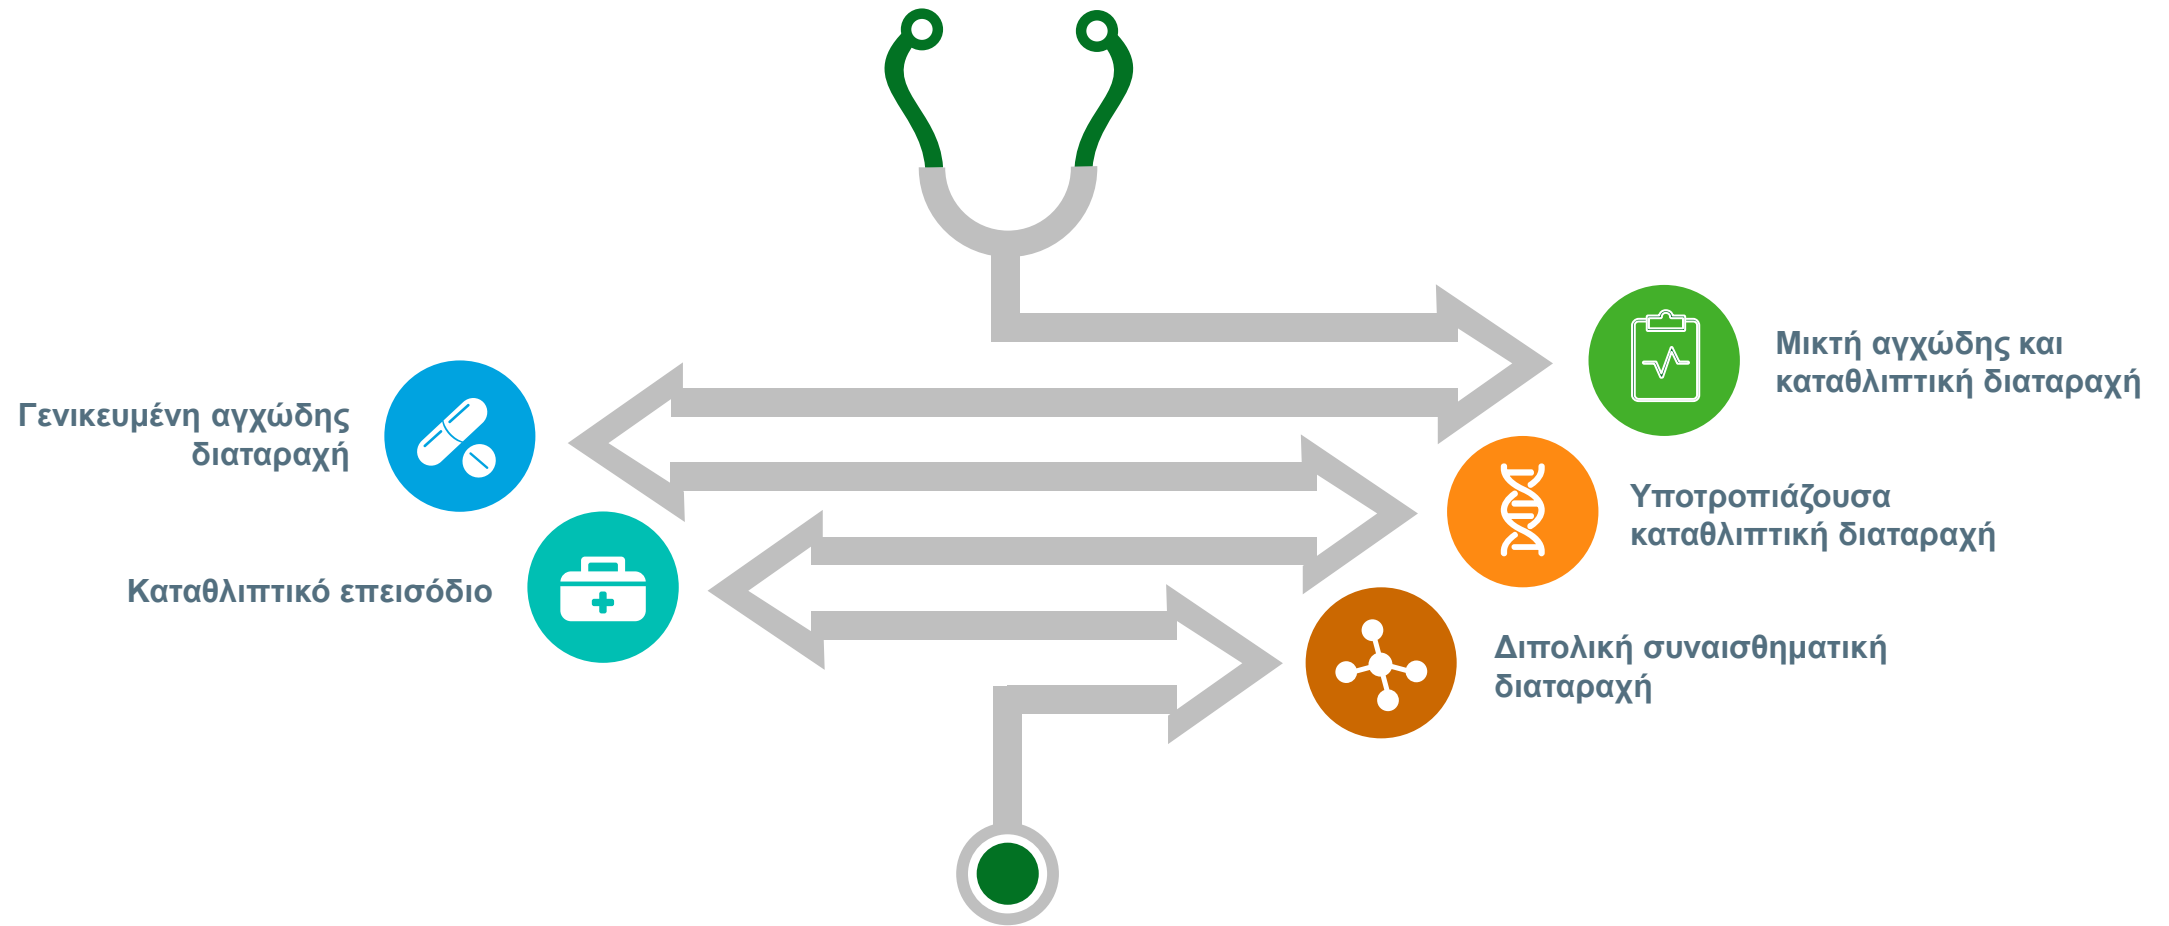 Μικτή αγχώδης και
καταθλιπτική διαταραχή
Γενικευμένη αγχώδης
διαταραχή
Υποτροπιάζουσα
καταθλιπτική διαταραχή
Καταθλιπτικό επεισόδιο
Διπολική συναισθηματική
διαταραχή